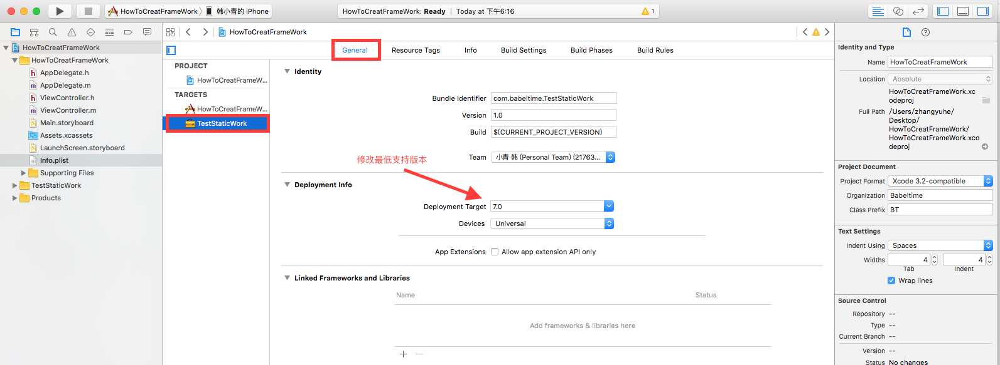 HowToCreatFrameWork 韩小青的 iPhone
HowToCreatFrameWork: Ready | Today at 下午6:16
1
HowToCreatFrameWork
HowToCreatFrameWork
HowToCreatFrameWork
AppDelegate.h
AppDelegate.m
ViewController.h
ViewController.m
Main.storyboard
Assets.xcassets
LaunchScreen.storyboard
Info.plist
Supporting Files
TestStaticWork
Products
General
Resource Tags
Info
Build Settings
Build Phases
Build Rules
PROJECT
HowToCreatFrameW...
TARGETS
HowToCreatFrameW...
TestStaticWork
Identity
Bundle Identifier com.babeltime.TestStaticWork
Version 1.0
Build $(CURRENT_PROJECT_VERSION)
Team 小青 韩 (Personal Team) (21763...
修改最低支持版本
Deployment Info
Deployment Target 7.0
Devices Universal
App Extensions Allow app extension API only
Linked Frameworks and Libraries
Name Status
Add frameworks & libraries here
Identity and Type
Name HowToCreatFrameWork
Location Absolute
HowToCreatFrameWork.xc
odeproj
Full Path /Users/zhangyuhe/
Desktop/
HowToCreatFrameWork/
HowToCreatFrameWork.xco
deproj
Project Document
Project Format Xcode 3.2-compatible
Organization Babeltime
Class Prefix BT
Text Settings
Indent Using Spaces
Widths 4 4
Tab Indent
Wrap lines
Source Control
Repository --
Type --
Current Branch --
Version --
Status No changes